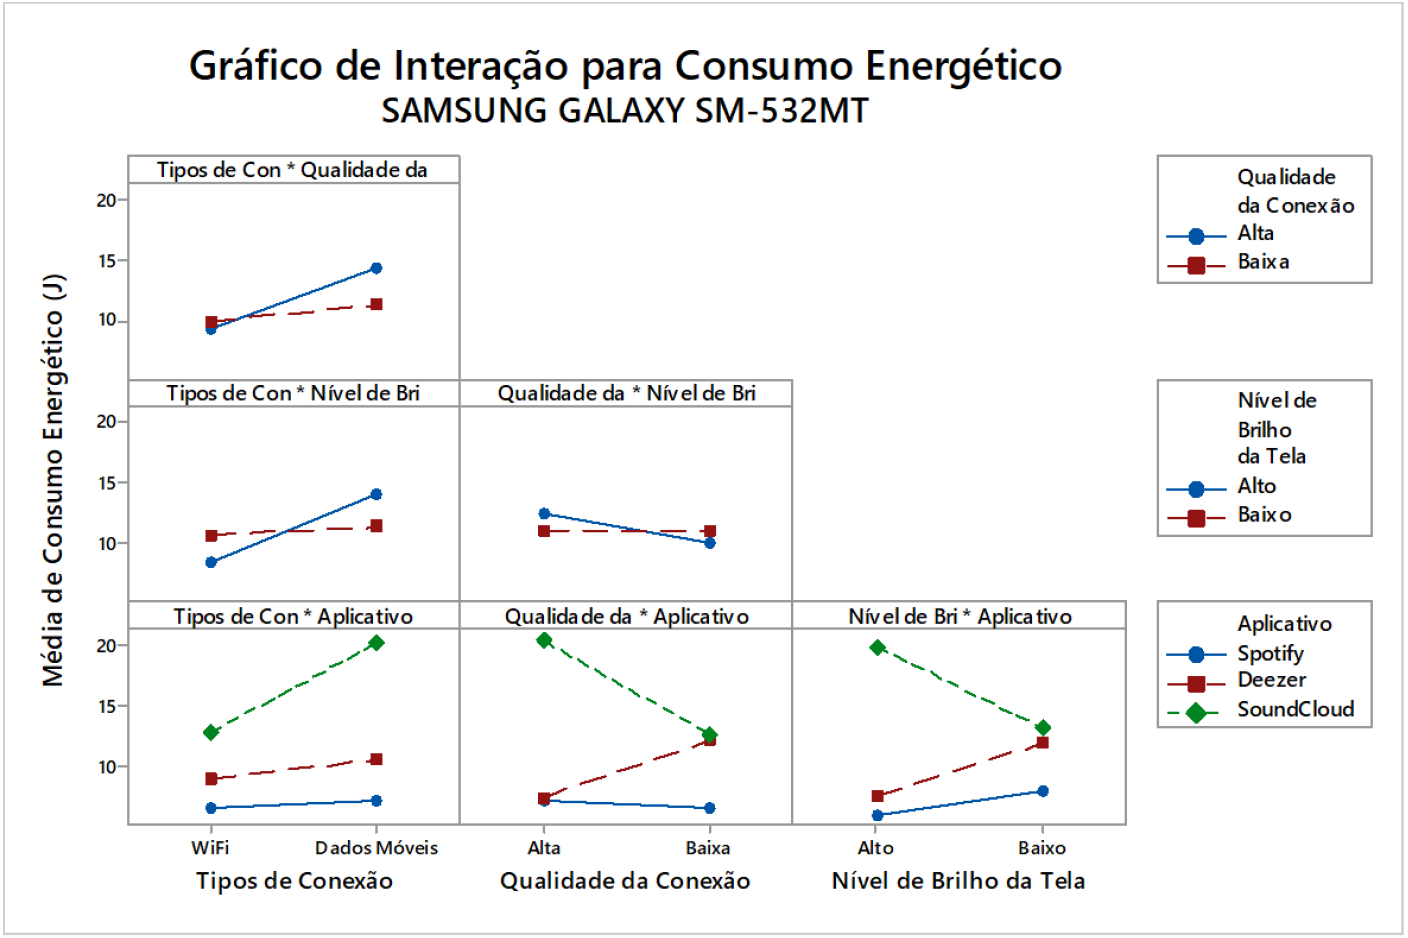 Gráfico de Interação para Consumo Energético
SAMSUNG GALAXY SM-532MT
Tipos de Con * Qualidade da
20
15
10
Qualidade
da Conexão
Alta
Baixa
Média de Consumo Energético (J)
Tipos de Con * Nível de Bri
Qualidade da * Nível de Bri
20
15
10
Nível de
Brilho
da Tela
Alto
Baixo
Tipos de Con * Aplicativo
Qualidade da * Aplicativo
Nível de Bri * Aplicativo
20
15
10
Aplicativo
Spotify
Deezer
SoundCloud
WiFi
Dados Móveis
Alta
Baixa
Alto
Baixo
Tipos de Conexão
Qualidade da Conexão
Nível de Brilho da Tela